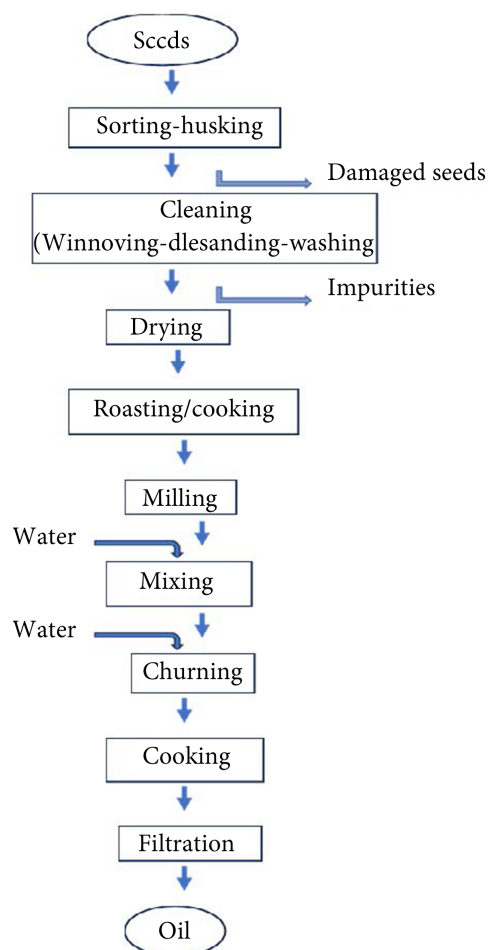 Sccds
Sorting-husking
Damaged seeds
Cleaning
(Winnoving-dlesanding-washing
Impurities
Drying
Roasting/cooking
Milling
Water
Mixing
Water
Churning
Cooking
Filtration
Oil